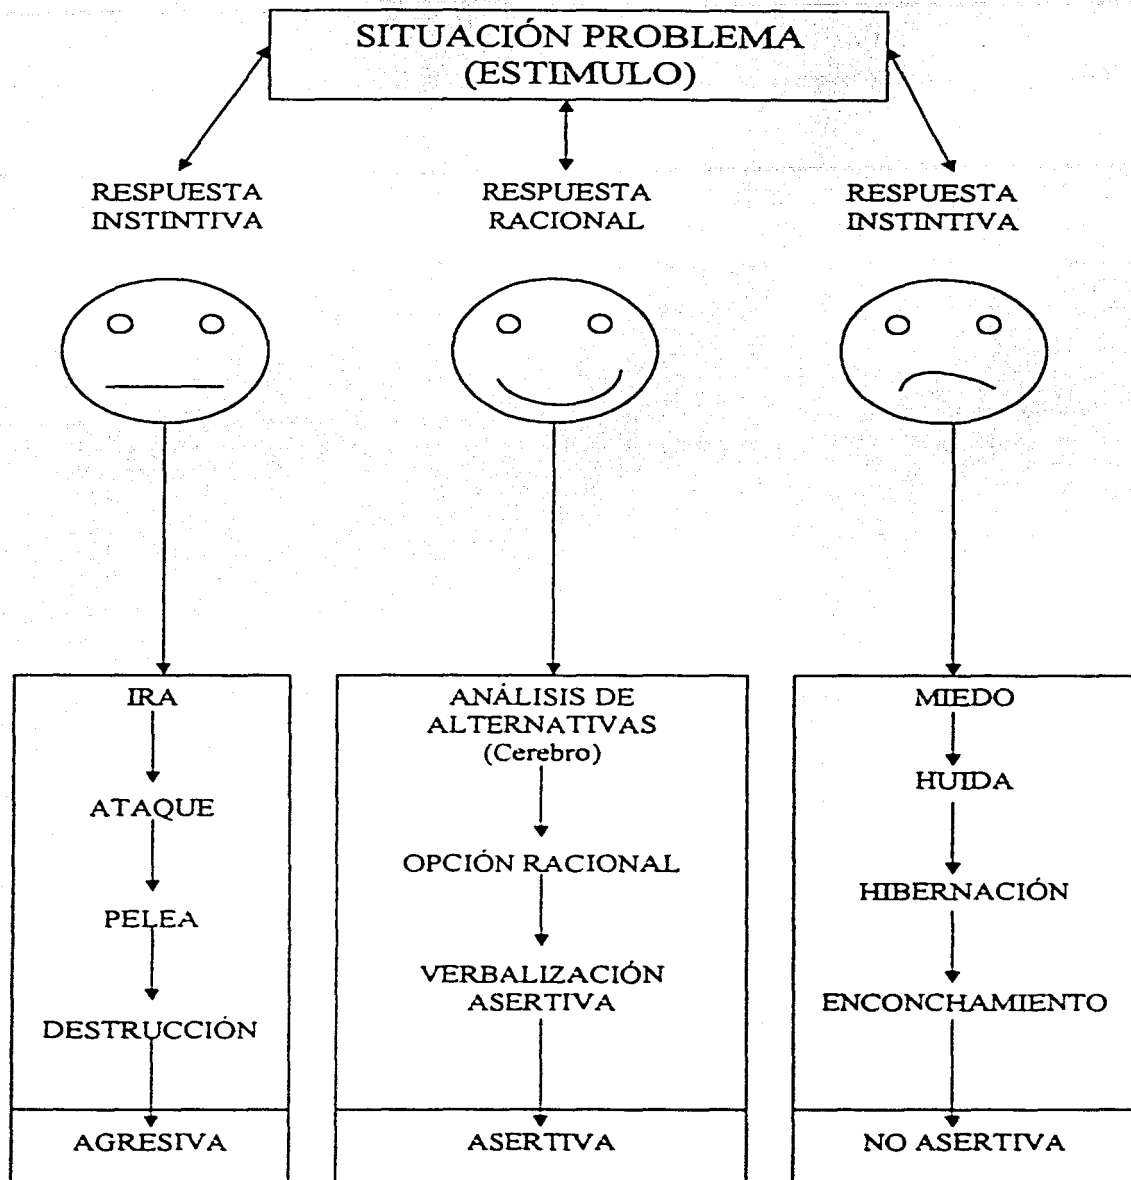 SITUACIÓN PROBLEMA
(ESTIMULO)
RESPUESTA
INSTINTIVA
RESPUESTA
RACIONAL
RESPUESTA
INSTINTIVA
IRA
ATAQUE
PELEA
DESTRUCCIÓN
AGRESIVA
ANÁLISIS DE
ALTERNATIVAS
(Cerebro)
OPCIÓN RACIONAL
VERBALIZACIÓN
ASERTIVA
ASERTIVA
MIEDO
HUIDA
HIBERNACIÓN
ENCONCHAMIENTO
NO ASERTIVA